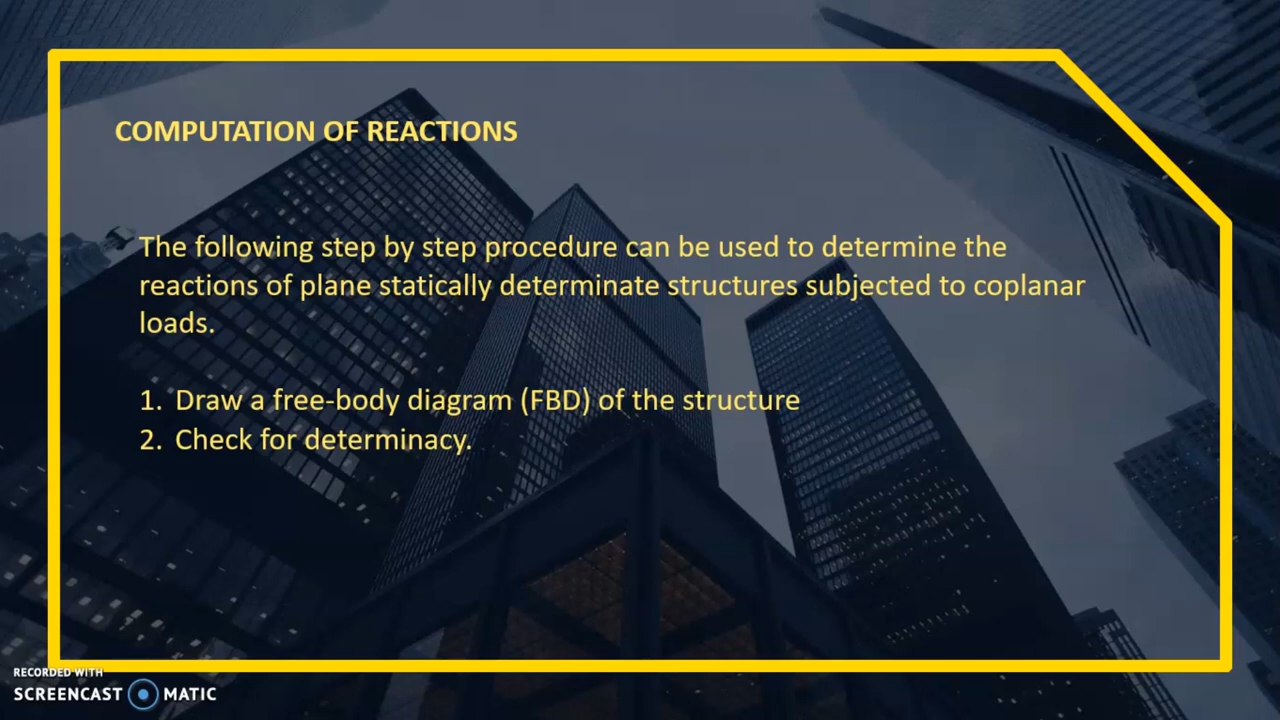 COMPUTATION OF REACTIONS
The following step by step procedure can be used to determine the
reactions of plane statically determinate structures subjected to coplanar
loads.
1. Draw a free-body diagram (FBD) of the structure
2. Check for determinacy.
RECORDED WITH
SCREENCAST MATIC